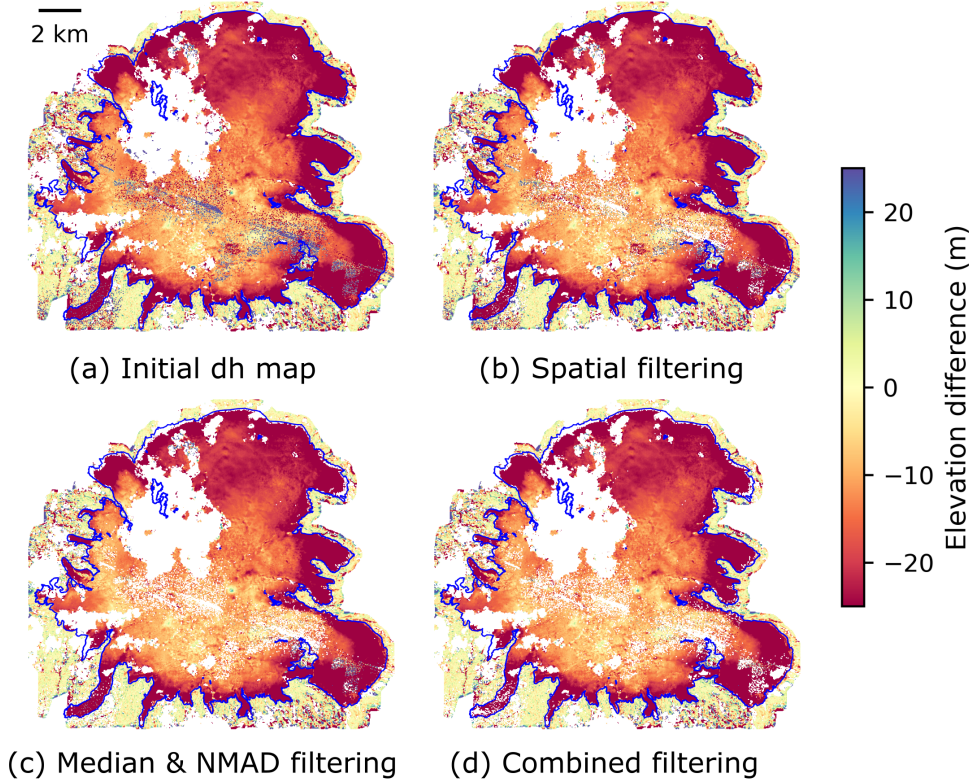 2 km
(a) Initial dh map
(b) Spatial filtering
(c) Median & NMAD filtering
(d) Combined filtering
20
10
0
−10
−20
Elevation difference (m)